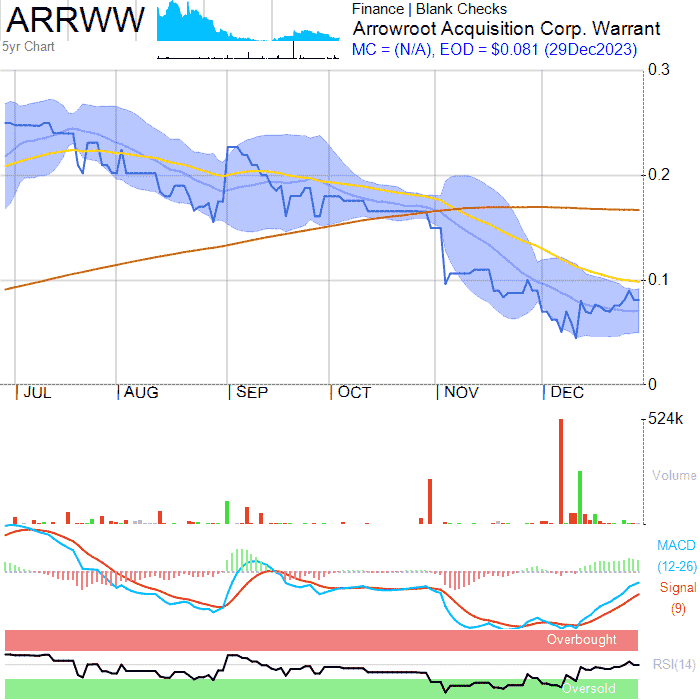 ARRWW
5yr Chart
Finance | Blank Checks
Arrowroot Acquisition Corp. Warrant
MC = (N/A), EOD = $0.081 (29Dec2023)
0.3
0.2
0.1
0
JUL AUG SEP OCT NOV DEC
524k
Volume
MACD
(12-26)
Signal
(9)
Overbought
RSI(14)
Oversold